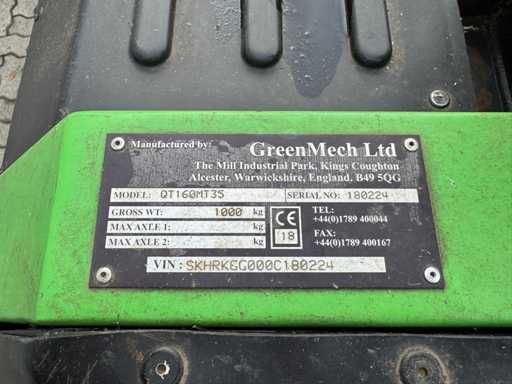 Manufactured by: GreenMech Ltd
The Mill Industrial Park, Kings Coughton
Alcester, Warwickshire, England, B49 5QG
MODEL: QT160MT35 SERIAL NO: 180224
GROSS WT: 1000 kg
MAX AXLE 1: kg
MAX AXLE 2: kg
CE
18
TEL:
+44(0)1789 400044
FAX:
+44(0)1789 400167
VIN: SKHRKGG000C180224